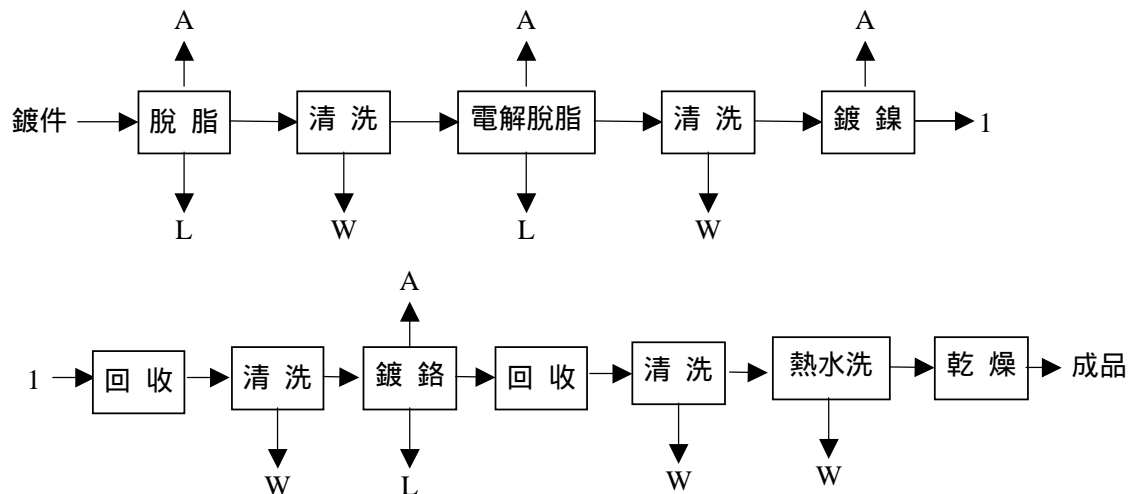 A A A
鍍件 脫 脂 清 洗 電解脫脂 清 洗 鍍 鎳 1
L W L W
A
1 回 收 清 洗 鍍 鉻 回 收 清 洗 熱水洗 乾 燥 成品
W L W W